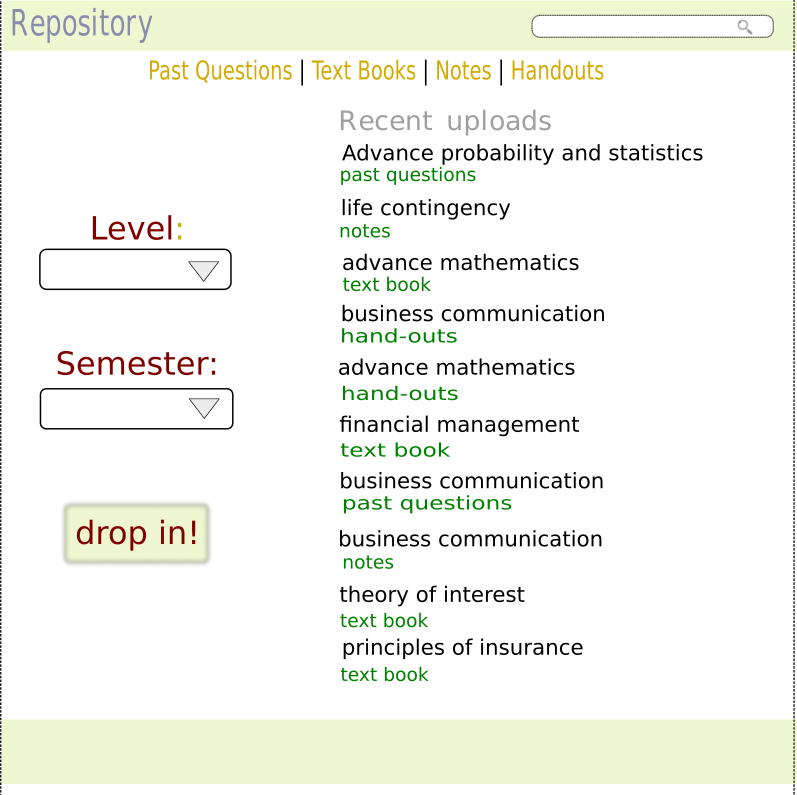 Repository
Past Questions | Text Books | Notes | Handouts
Level:
Semester:
drop in!
Recent uploads
Advance probability and statistics
past questions
life contingency
notes
advance mathematics
text book
business communication
hand-outs
advance mathematics
hand-outs
financial management
text book
business communication
past questions
business communication
notes
theory of interest
text book
principles of insurance
text book